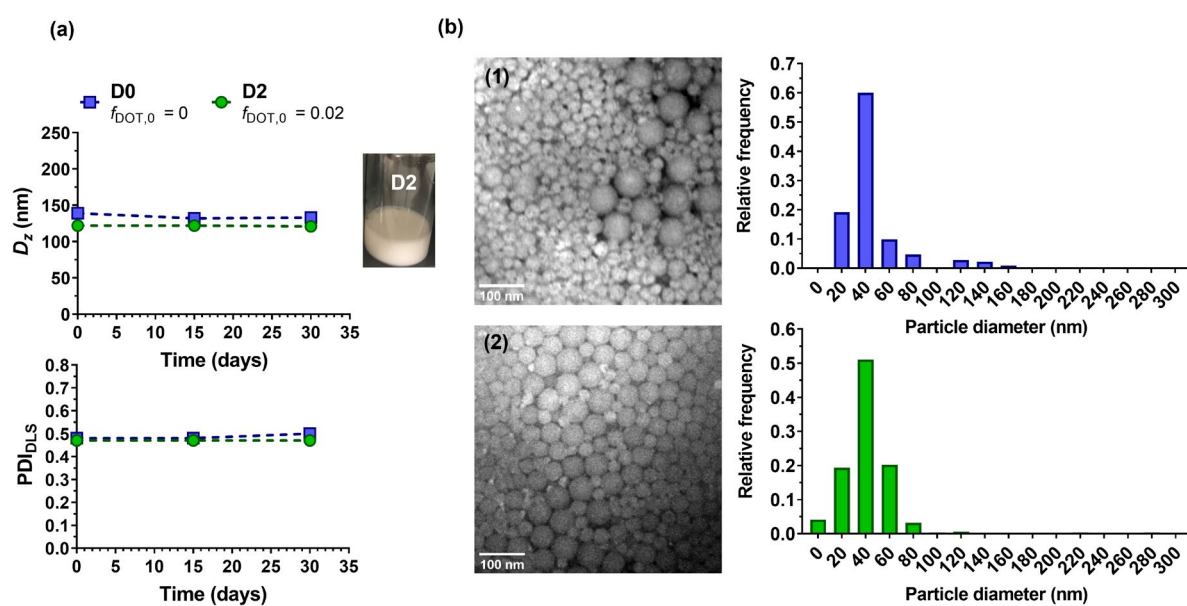 (a)
D0
f_DOT,0 = 0
D2
f_DOT,0 = 0.02
250
200
150
100
50
0
D_z (nm)
0 5 10 15 20 25 30 35
Time (days)
D2
0.8
0.7
0.6
0.5
0.4
0.3
0.2
0.1
0.0
PDI_DLS
0 5 10 15 20 25 30 35
Time (days)
(b)
(1)
100 nm
0.7
0.6
0.5
0.4
0.3
0.2
0.1
0.0
Relative frequency
0 20 40 60 80 100 120 140 160 180 200 220 240 260 280 300
Particle diameter (nm)
(2)
100 nm
0.6
0.5
0.4
0.3
0.2
0.1
0.0
Relative frequency
0 20 40 60 80 100 120 140 160 180 200 220 240 260 280 300
Particle diameter (nm)